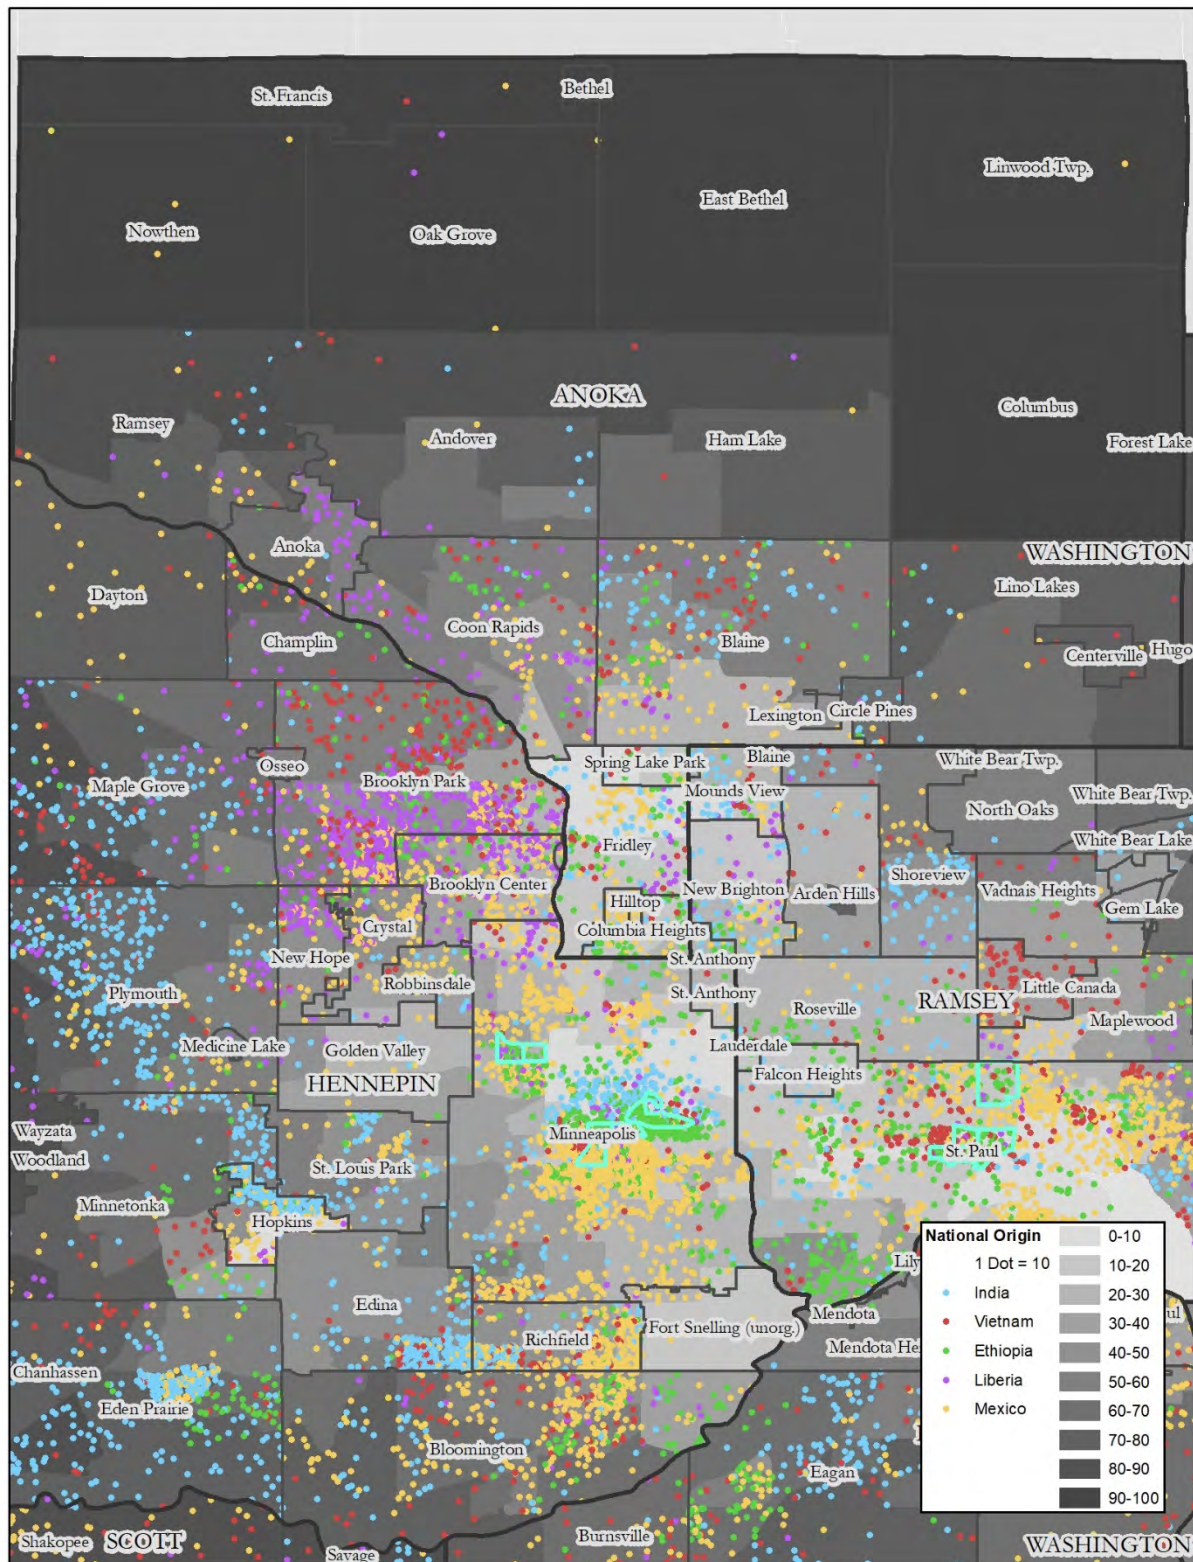 Bethel
St. Francis
Linwood Twp.
East Bethel
Nowthen
Oak Grove
ANOKA
Columbus
Ramsey
Andover
Ham Lake
Forest Lake
Anoka
WASHINGTON
Lino Lakes
Dayton
Coon Rapids
Champlin
Blaine
Centerville
Hugo
Lexington
Circle Pines
Osseo
Spring Lake Park
Blaine
White Bear Twp.
Maple Grove
Brooklyn Park
Mounds View
North Oaks
White Bear Twp.
Fridley
White Bear Lake
Brooklyn Center
New Brighton
Arden Hills
Shoreview
Vadnais Heights
Hilltop
Gem Lake
Crystal
Columbia Heights
New Hope
St. Anthony
Robbinsdale
Plymouth
St. Anthony
Roseville
RAMSEY
Little Canada
Maplewood
Medicine Lake
Golden Valley
Lauderdale
Falcon Heights
HENNEPIN
Wayzata
Minneapolis
St. Paul
Woodland
St. Louis Park
Minnetonka
Hopkins
National Origin
1 Dot = 10
India
Vietnam
Ethiopia
Liberia
Mexico
0-10
10-20
20-30
30-40
40-50
50-60
60-70
70-80
80-90
90-100
Lily
Edina
Mendota
ul
Richfield
Fort Snelling (unorg.)
Mendota Hei
Chanhassen
Eden Prairie
Bloomington
Eagan
Shakopee
SCOTT
Burnsville
WASHINGTON
Savage